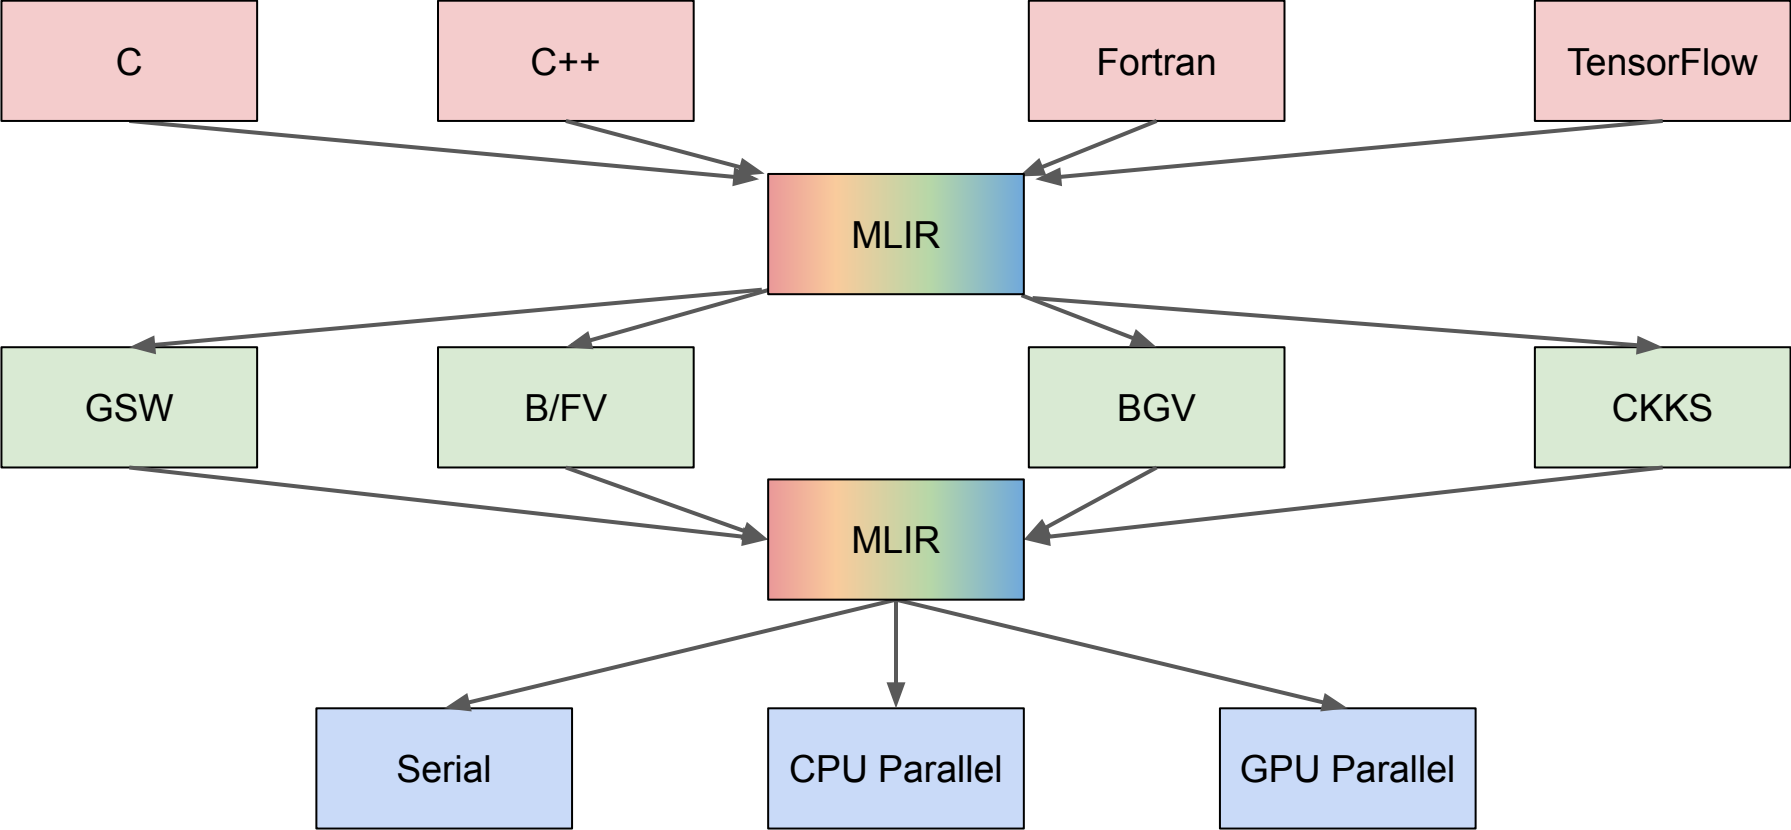 C
C++
Fortran
TensorFlow
MLIR
GSW
B/FV
BGV
CKKS
MLIR
Serial
CPU Parallel
GPU Parallel